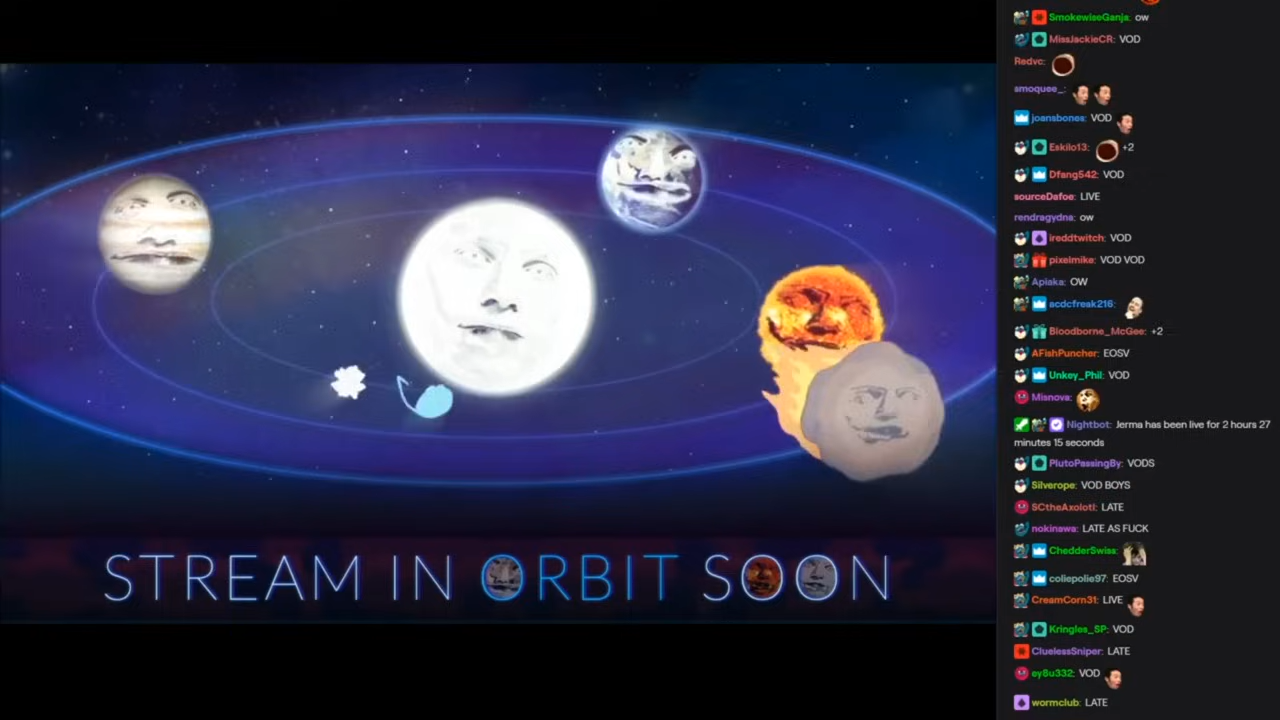 STREAM IN ORBIT SOON
SmokewiseGanja: ow
MissJackieCR: VOD
Redvc:
smoquee_:
joansbones: VOD
Eskilo13: +2
Dfang542: VOD
sourceDafoe: LIVE
rendragydna: ow
ireddtwitch: VOD
pixelmike: VOD VOD
Apiaka: OW
acdcfreak216:
Bloodborne_McGee: +2
AFishPuncher: EOSV
Unkey_Phil: VOD
Misnova:
Nightbot: Jerma has been live for 2 hours 27
minutes 15 seconds
PlutoPassingBy: VODS
Silverope: VOD BOYS
SCtheAxolotl: LATE
nokinawa: LATE AS FUCK
ChedderSwiss:
coliepolie97: EOSV
CreamCorn31: LIVE
Kringles_SP: VOD
CluelessSniper: LATE
ey8u332: VOD
wormclub: LATE